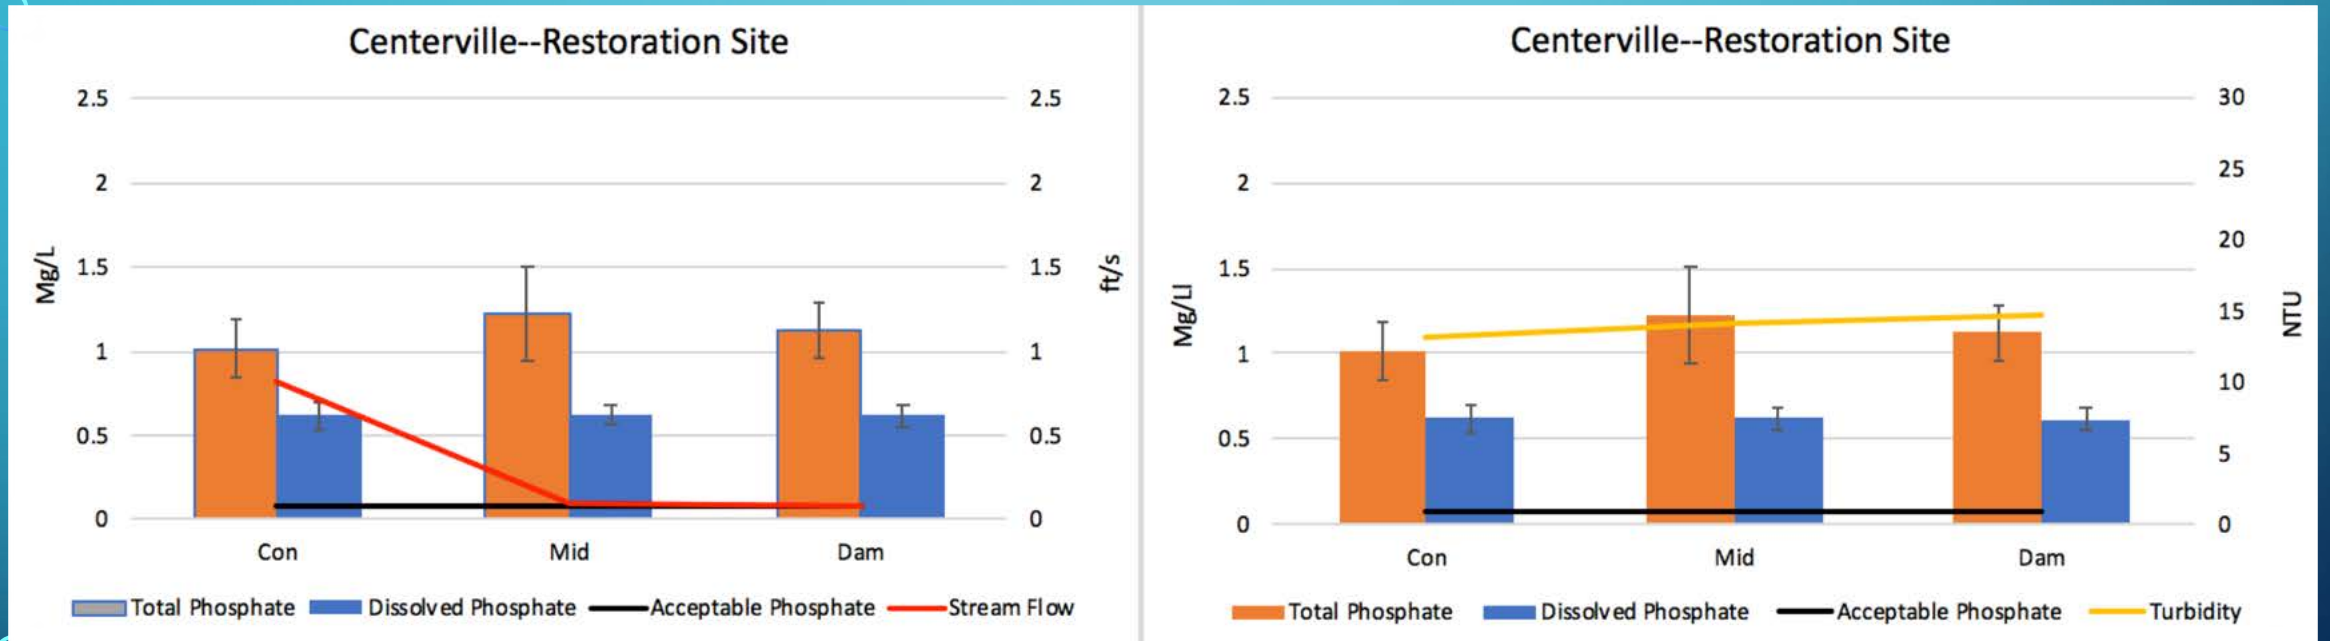 Centerville--Restoration Site
2.5
2
1.5
1
0.5
0
Mg/L
2.5
2
1.5
1
0.5
0
ft/s
Con Mid Dam
Total Phosphate Dissolved Phosphate Acceptable Phosphate Stream Flow
Centerville--Restoration Site
2.5
2
1.5
1
0.5
0
Mg/Ll
30
25
20
15
10
5
0
NTU
Con Mid Dam
Total Phosphate Dissolved Phosphate Acceptable Phosphate Turbidity